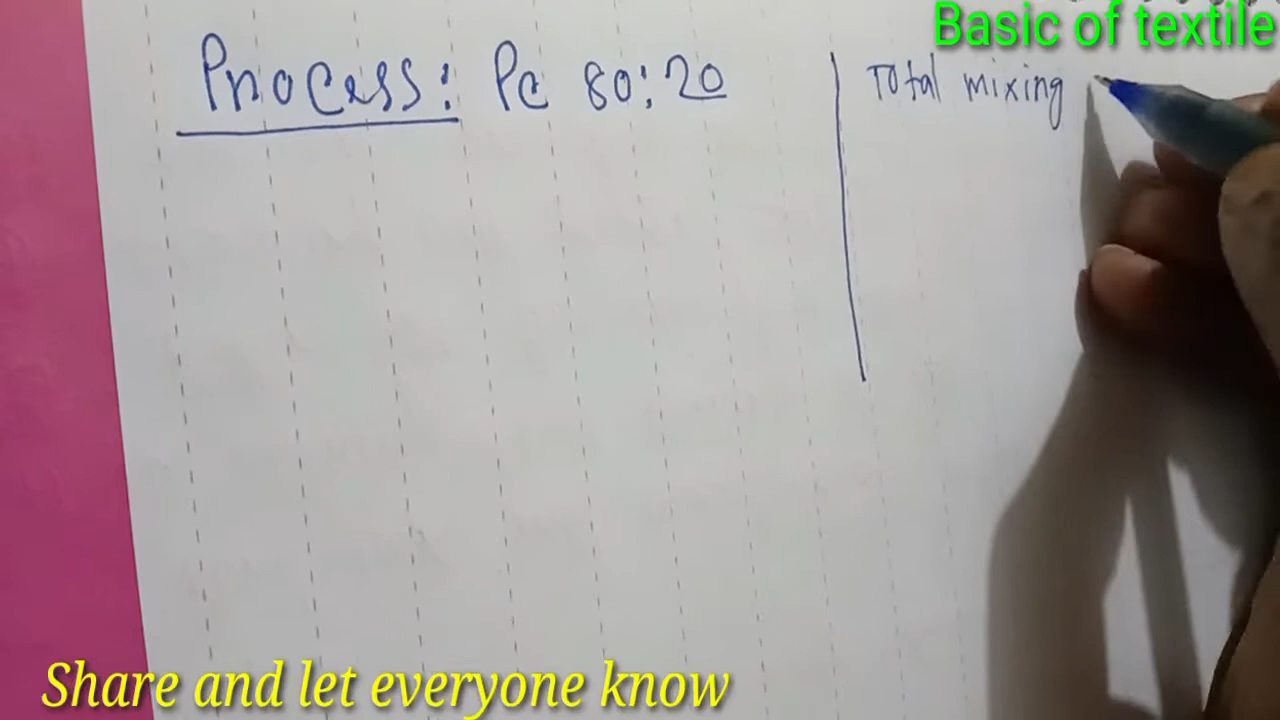 Basic of textile
Process: Pc 80:20
Total mixing
Share and let everyone know